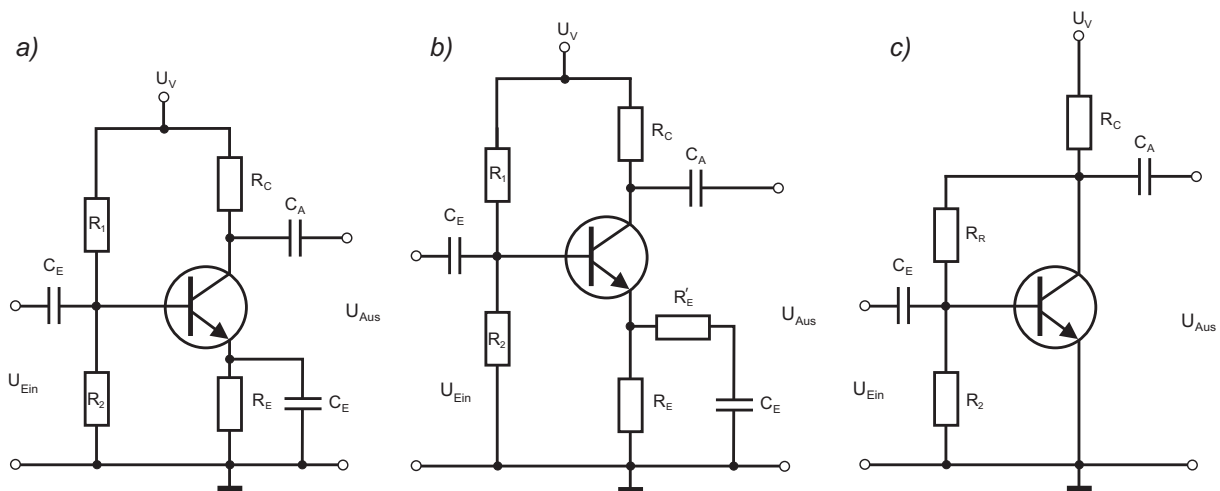 a)
U_V
R_C
R_1
C_A
C_E
U_Aus
U_Ein
R_2
R_E
C_E
b)
U_V
R_C
R_1
C_A
C_E
R'_E
U_Aus
R_2
U_Ein
R_E
C_E
c)
U_V
R_C
C_A
R_R
C_E
U_Aus
U_Ein
R_2